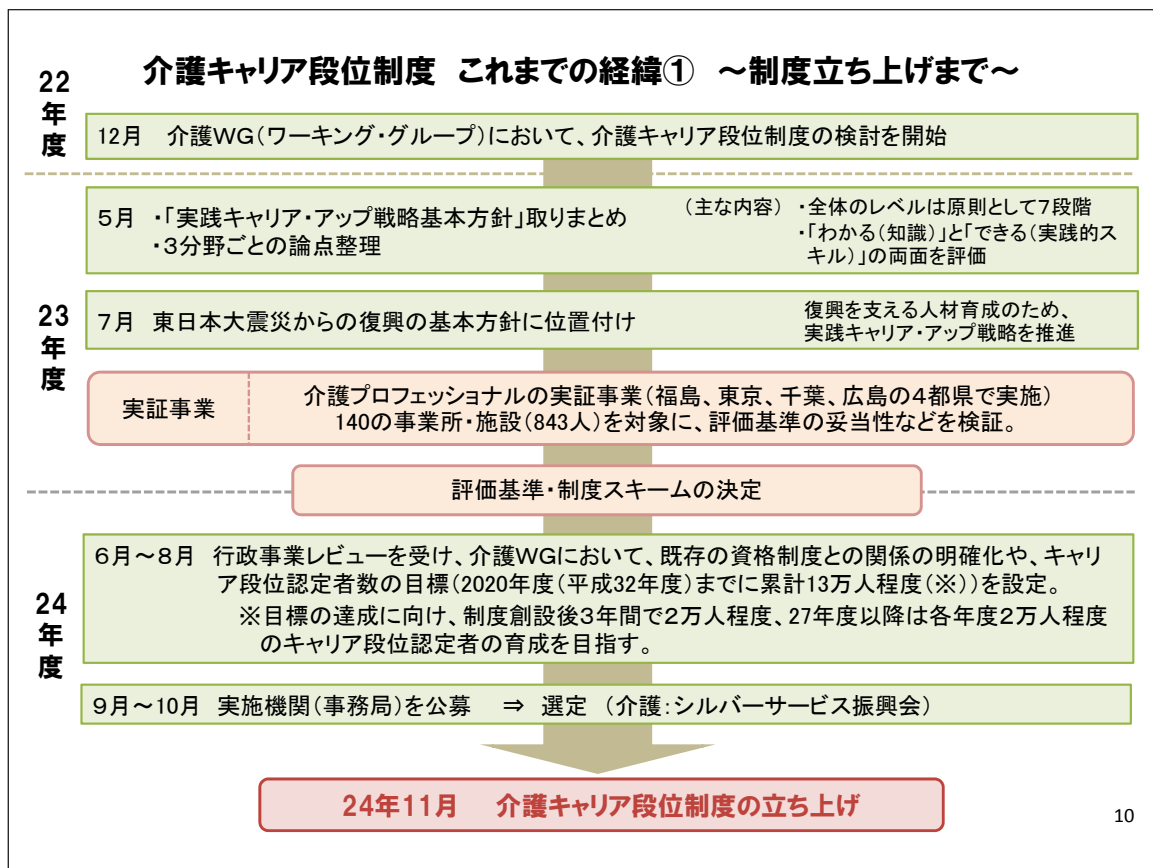 介護キャリア段位制度 これまでの経緯① ～制度立ち上げまで～
22年度
12月 介護WG(ワーキング・グループ)において、介護キャリア段位制度の検討を開始
23年度
５月 ・「実践キャリア・アップ戦略基本方針」取りまとめ
・３分野ごとの論点整理
（主な内容） ・全体のレベルは原則として７段階
・「わかる（知識）」と「できる（実践的ス
キル）」の両面を評価
７月 東日本大震災からの復興の基本方針に位置付け
復興を支える人材育成のため、
実践キャリア・アップ戦略を推進
実証事業
介護プロフェッショナルの実証事業（福島、東京、千葉、広島の４都県で実施）
140の事業所・施設（843人）を対象に、評価基準の妥当性などを検証。
評価基準・制度スキームの決定
24年度
６月～８月 行政事業レビューを受け、介護WGにおいて、既存の資格制度との関係の明確化や、キャリ
ア段位認定者数の目標（2020年度（平成32年度）までに累計13万人程度（※））を設定。
※目標の達成に向け、制度創設後３年間で２万人程度、27年度以降は各年度２万人程度
のキャリア段位認定者の育成を目指す。
９月～10月 実施機関（事務局）を公募 ⇒ 選定 （介護：シルバーサービス振興会）
24年11月 介護キャリア段位制度の立ち上げ
10